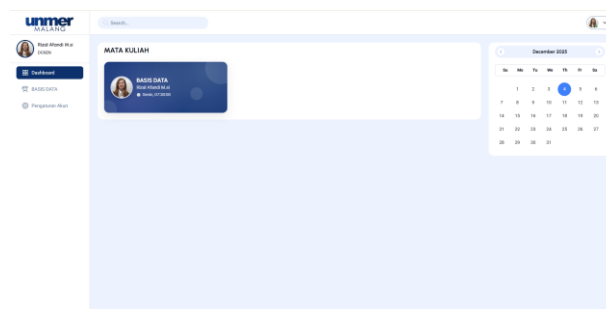 unmer
MALANG
Search...
Rizal Afandi M.si
DOSEN
Dashboard
BASIS DATA
Pengaturan Akun
MATA KULIAH
BASIS DATA
Rizal Afandi M.si
December 2025
Su Mo Tu We Th Fr Sa
1 2 3 4 5 6
7 8 9 10 11 12 13
14 15 16 17 18 19 20
21 22 23 24 25 26 27
28 29 30 31